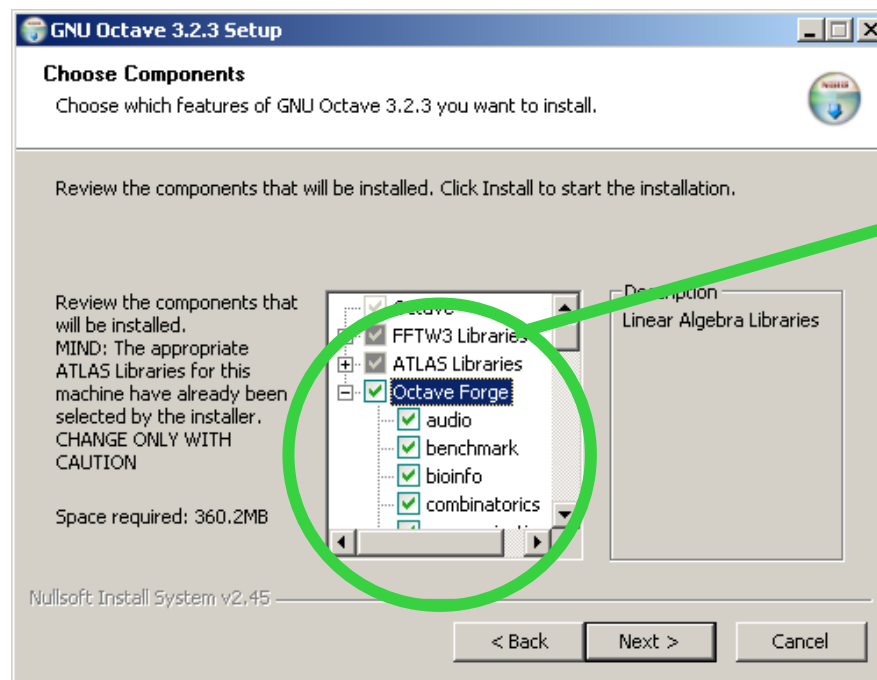 GNU Octave 3.2.3 Setup
Choose Components
Choose which features of GNU Octave 3.2.3 you want to install.
Review the components that will be installed. Click Install to start the installation.
Review the components that
will be installed.
MIND: The appropriate
ATLAS Libraries for this
machine have already been
selected by the installer.
CHANGE ONLY WITH
CAUTION
Space required: 360.2MB
Octave
FFTW3 Libraries
ATLAS Libraries
Octave Forge
audio
benchmark
bioinfo
combinatorics
Description
Linear Algebra Libraries
Nullsoft Install System v2.45
< Back
Next >
Cancel